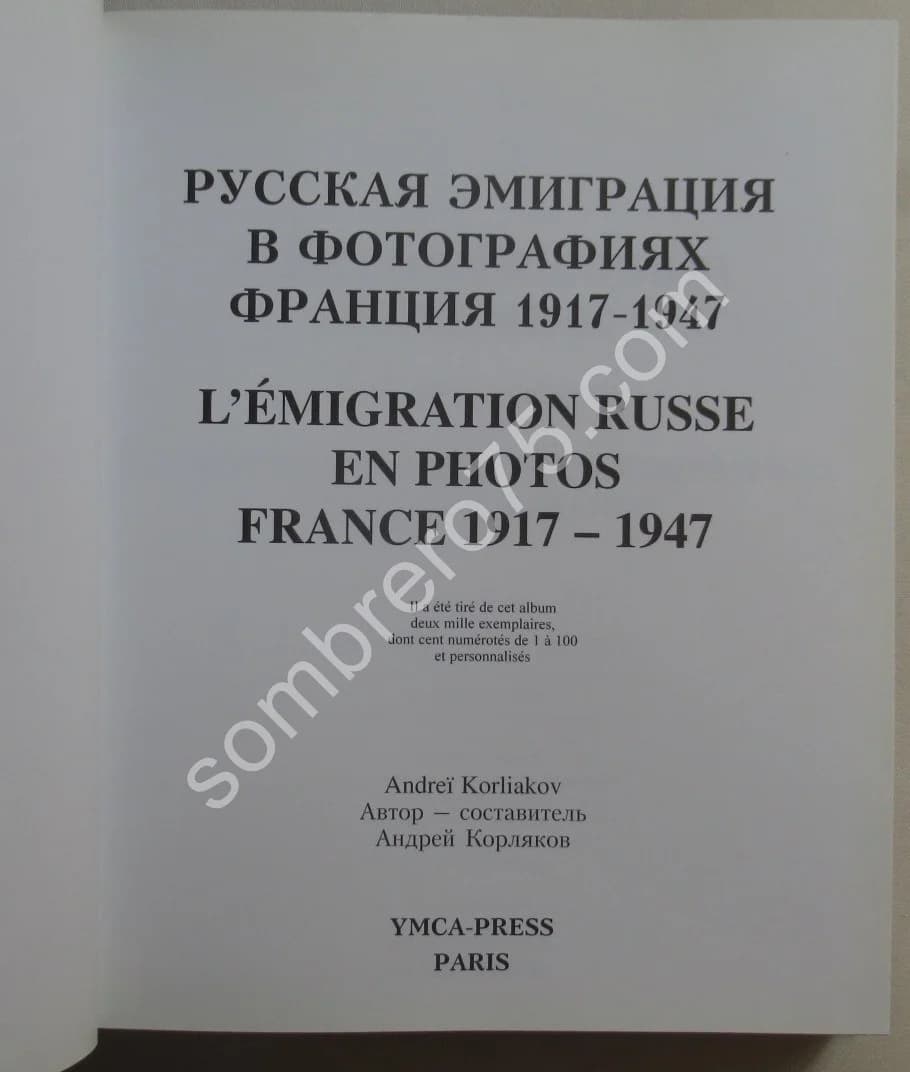 РУССКАЯ ЭМИГРАЦИЯ
В ФОТОГРАФИЯХ
ФРАНЦИЯ 1917-1947
L'ÉMIGRATION RUSSE
EN PHOTOS
FRANCE 1917 – 1947
Il a été tiré de cet album
deux mille exemplaires,
dont cent numérotés de 1 à 100
et personnalisés
Andreï Korliakov
Автор – составитель
Андрей Корляков
YMCA-PRESS
PARIS
sombrero75.com